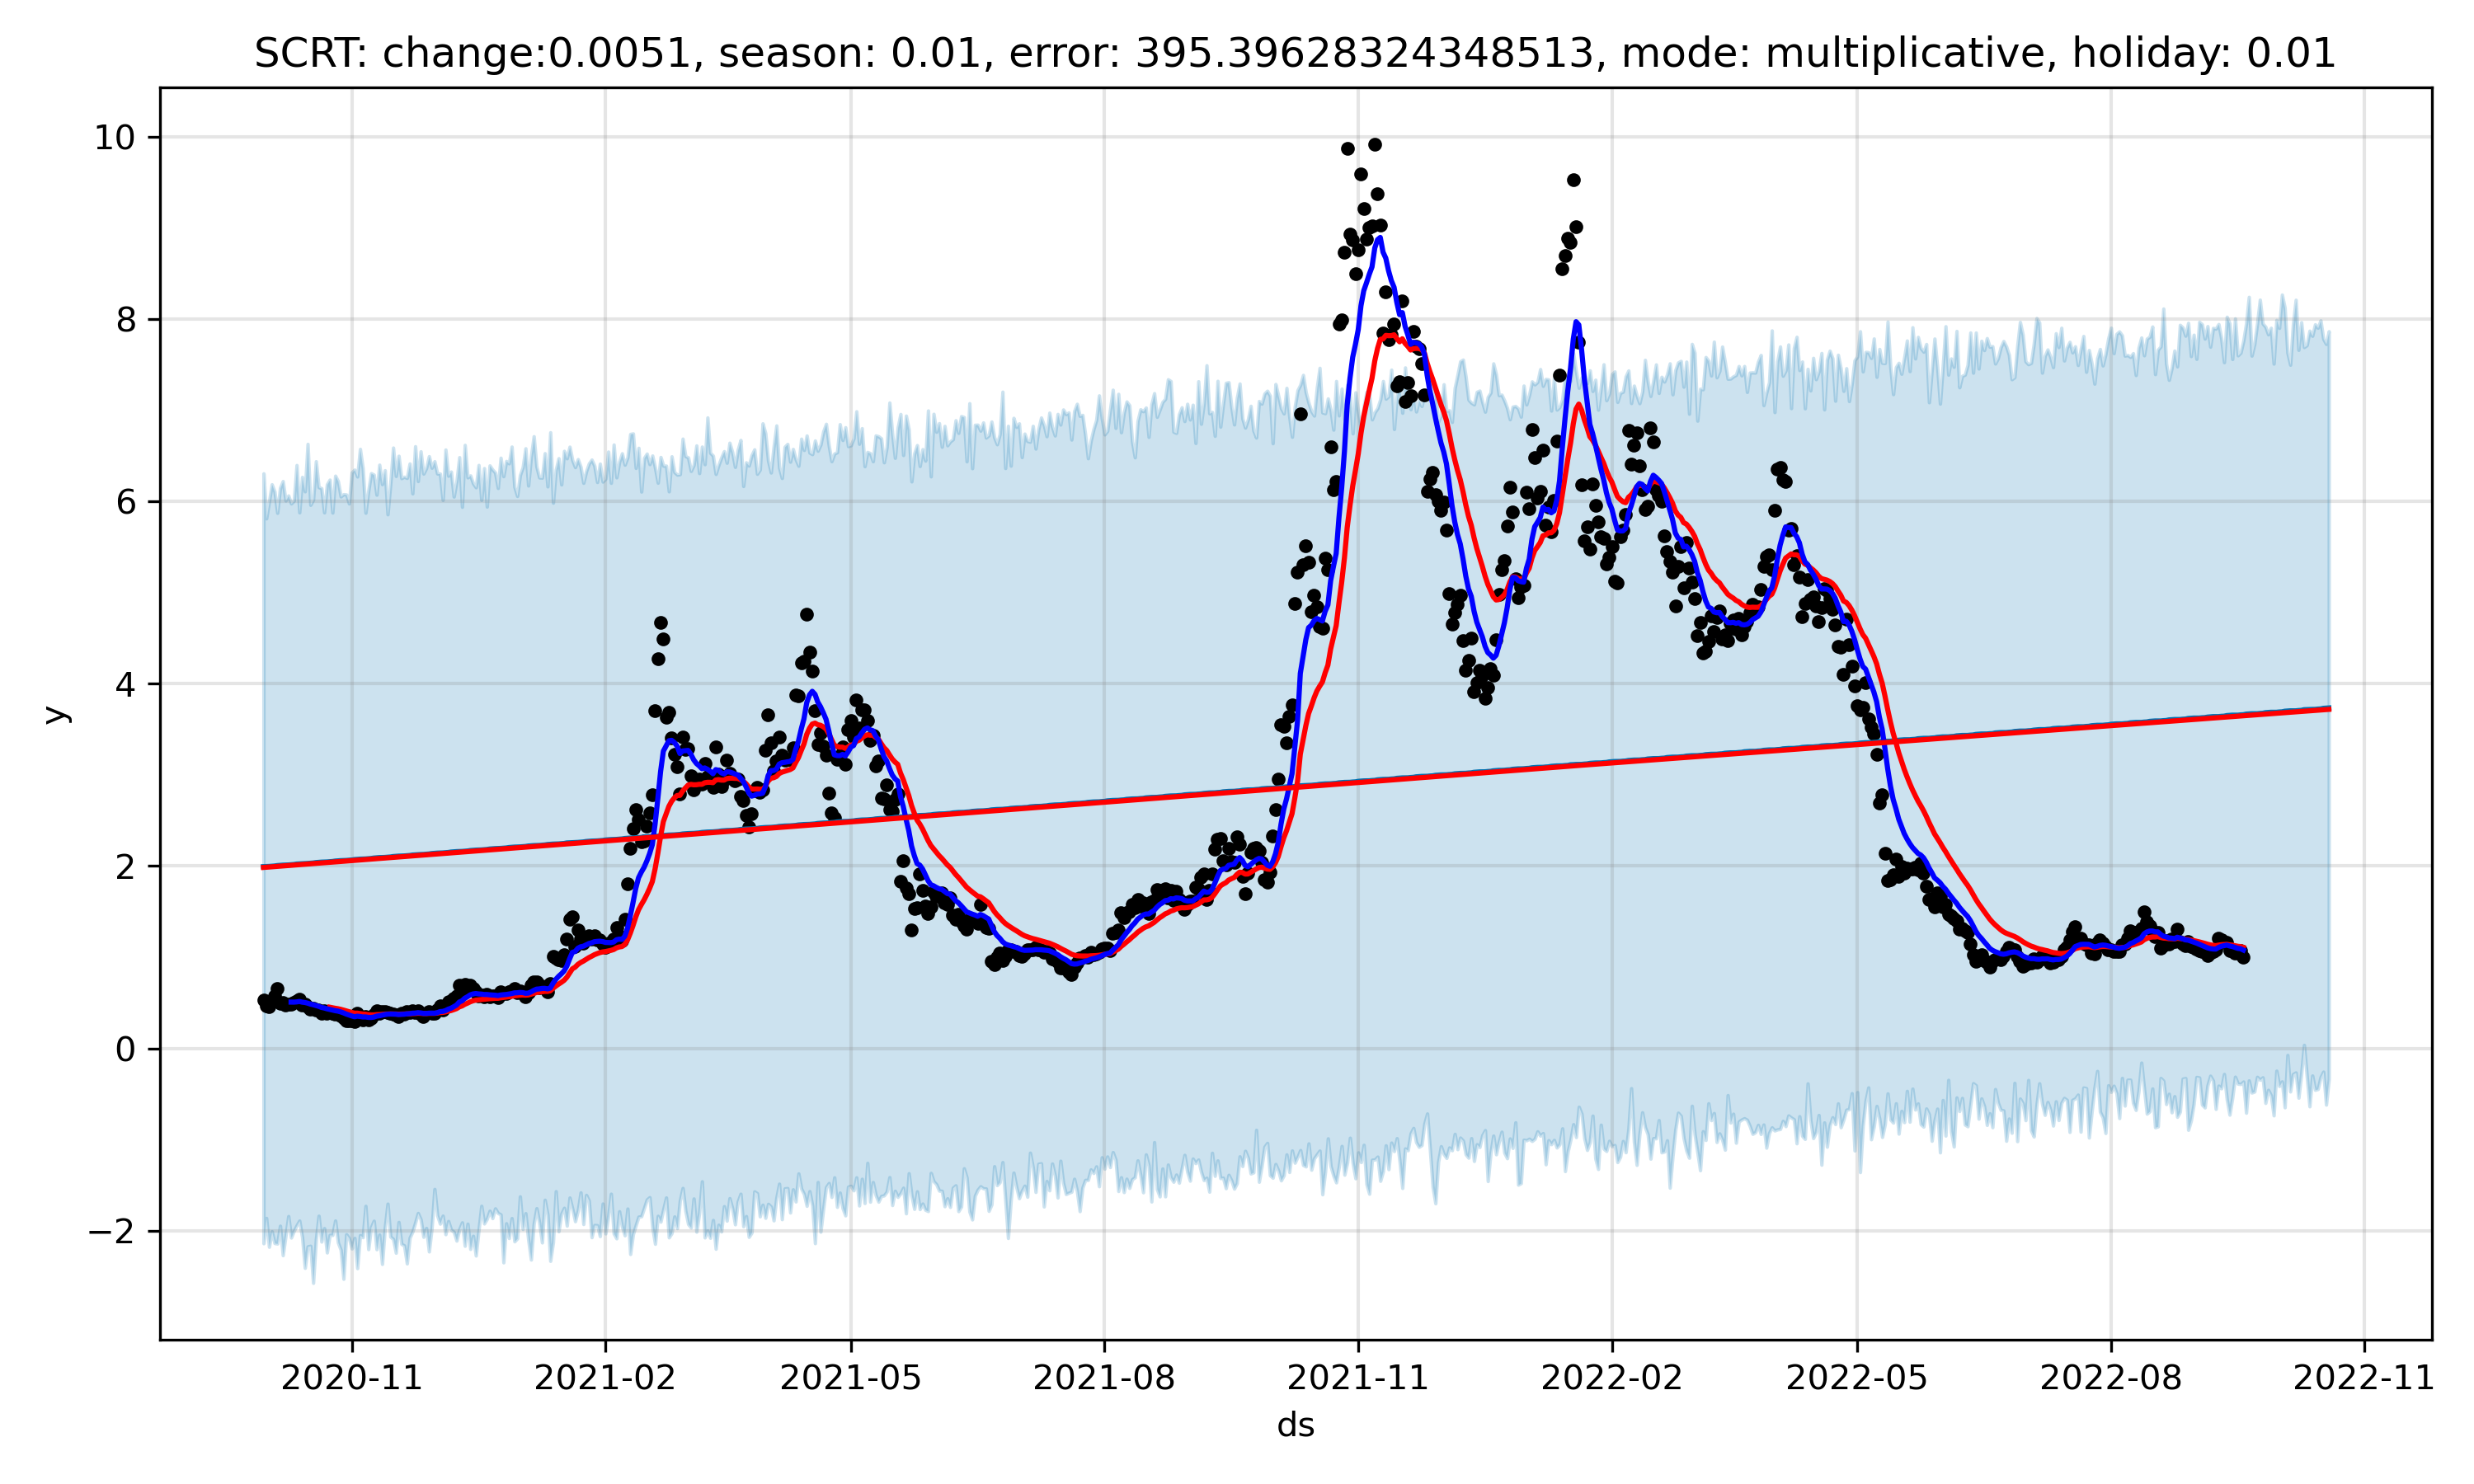 SCRT: change:0.0051, season: 0.01, error: 395.39628324348513, mode: multiplicative, holiday: 0.01
10
8
6
4
2
0
−2
y
2020-11 2021-02 2021-05 2021-08 2021-11 2022-02 2022-05 2022-08 2022-11
ds